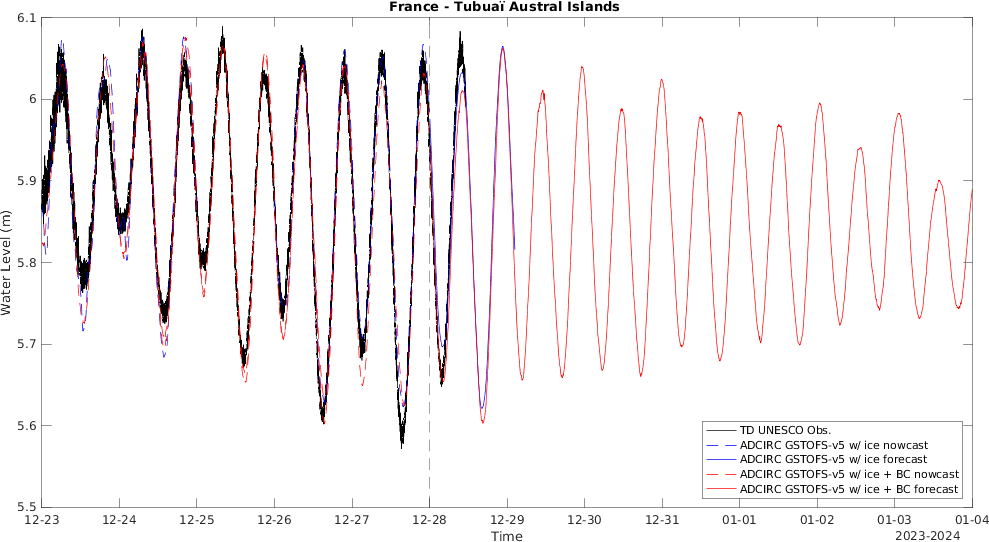 France - Tubuaï Austral Islands
6.1
6
5.9
5.8
5.7
5.6
5.5
Water Level (m)
TD UNESCO Obs.
ADCIRC GSTOFS-v5 w/ ice nowcast
ADCIRC GSTOFS-v5 w/ ice forecast
ADCIRC GSTOFS-v5 w/ ice + BC nowcast
ADCIRC GSTOFS-v5 w/ ice + BC forecast
12-23 12-24 12-25 12-26 12-27 12-28 12-29 12-30 12-31 01-01 01-02 01-03 01-04
Time
2023-2024